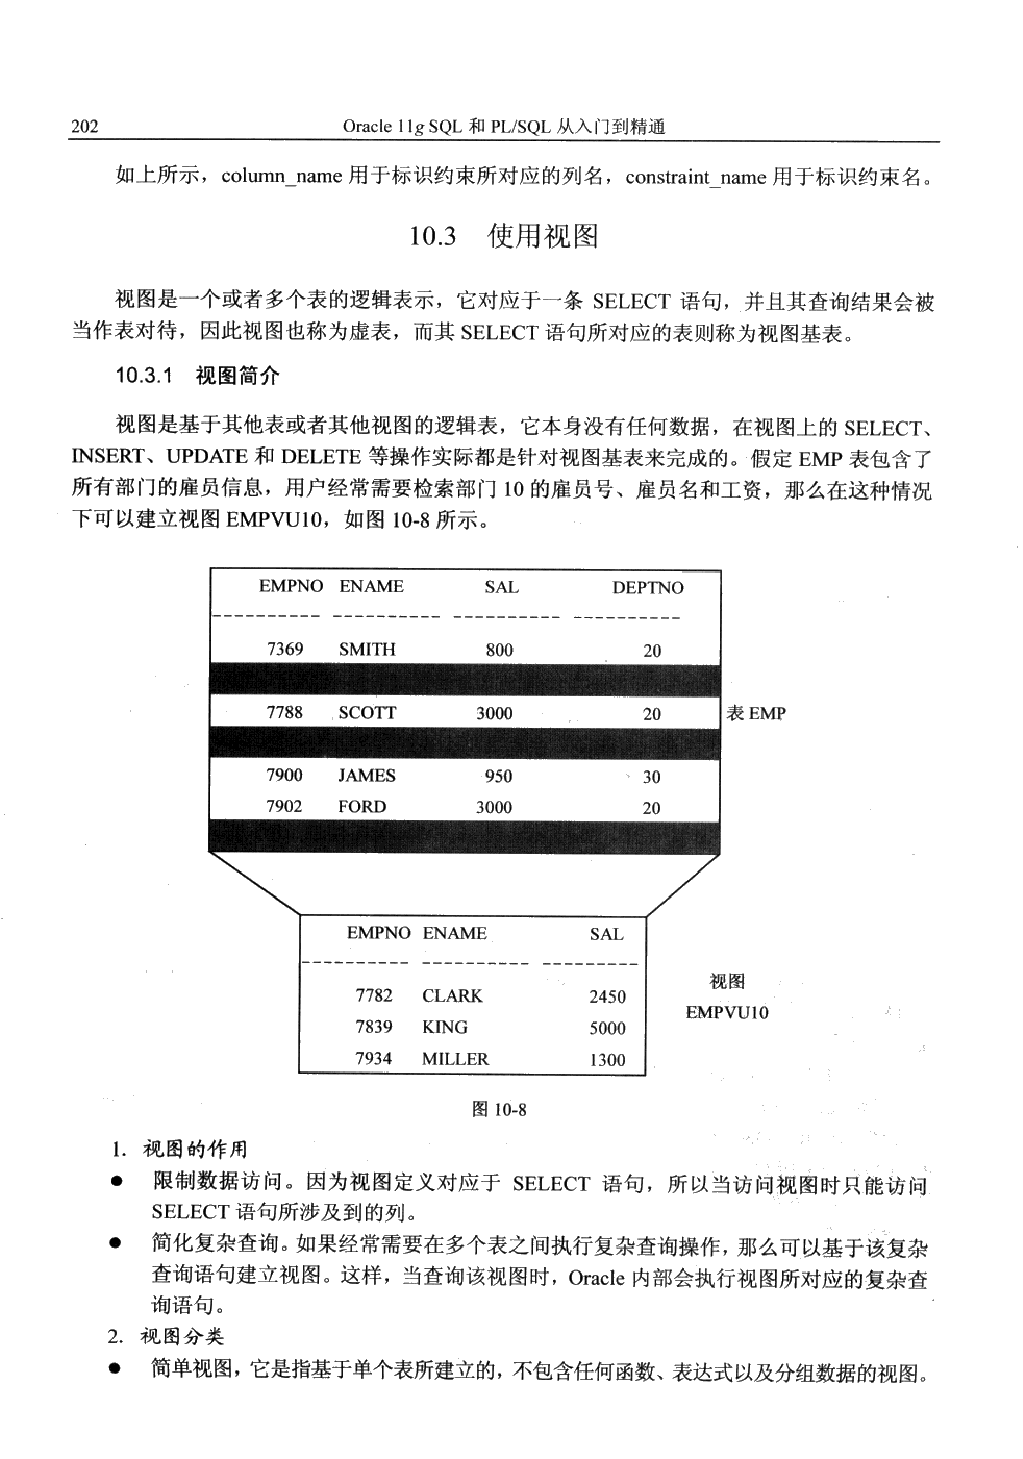 202 Oracle 11g SQL 和 PL/SQL 从入门到精通
如上所示，column_name 用于标识约束所对应的列名，constraint_name 用于标识约束名。
10.3 使用视图
视图是一个或者多个表的逻辑表示，它对应于一条 SELECT 语句，并且其查询结果会被
当作表对待，因此视图也称为虚表，而其 SELECT 语句所对应的表则称为视图基表。
10.3.1 视图简介
视图是基于其他表或者其他视图的逻辑表，它本身没有任何数据，在视图上的 SELECT、
INSERT、UPDATE 和 DELETE 等操作实际都是针对视图基表来完成的。假定 EMP 表包含了
所有部门的雇员信息，用户经常需要检索部门 10 的雇员号、雇员名和工资，那么在这种情况
下可以建立视图 EMPVU10，如图 10-8 所示。
EMPNO ENAME SAL DEPTNO
---------- ---------- ---------- ----------
7369 SMITH 800 20
7788 SCOTT 3000 20 表 EMP
7900 JAMES 950 30
7902 FORD 3000 20
EMPNO ENAME SAL
---------- ---------- ---------
7782 CLARK 2450
7839 KING 5000
7934 MILLER 1300
视图
EMPVU10
图 10-8
1. 视图的作用
● 限制数据访问。因为视图定义对应于 SELECT 语句，所以当访问视图时只能访问
SELECT 语句所涉及到的列。
● 简化复杂查询。如果经常需要在多个表之间执行复杂查询操作，那么可以基于该复杂
查询语句建立视图。这样，当查询该视图时，Oracle 内部会执行视图所对应的复杂查
询语句。
2. 视图分类
● 简单视图，它是指基于单个表所建立的，不包含任何函数、表达式以及分组数据的视图。